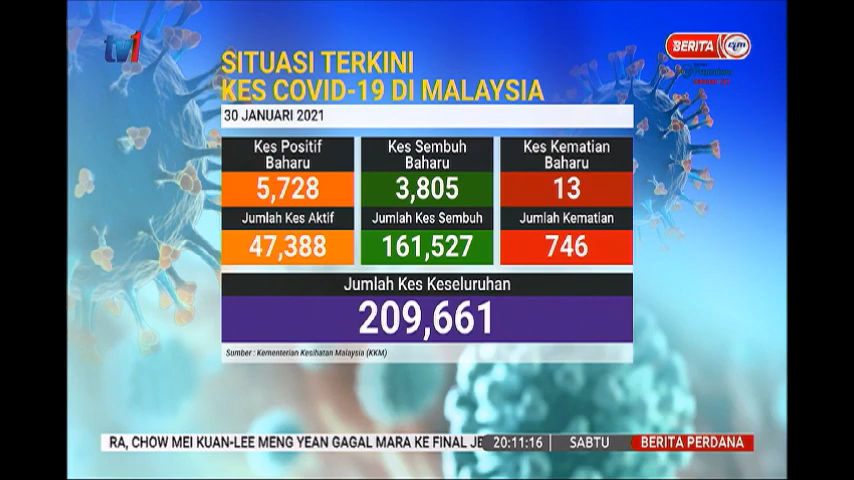 tv1
BERITA rtm
SITUASI TERKINI
KES COVID-19 DI MALAYSIA
30 JANUARI 2021
Kes Positif
Baharu
5,728
Kes Sembuh
Baharu
3,805
Kes Kematian
Baharu
13
Jumlah Kes Aktif
47,388
Jumlah Kes Sembuh
161,527
Jumlah Kematian
746
Jumlah Kes Keseluruhan
209,661
Sumber : Kementerian Kesihatan Malaysia (KKM)
RA, CHOW MEI KUAN-LEE MENG YEAN GAGAL MARA KE FINAL JE 20:11:16 | SABTU BERITA PERDANA